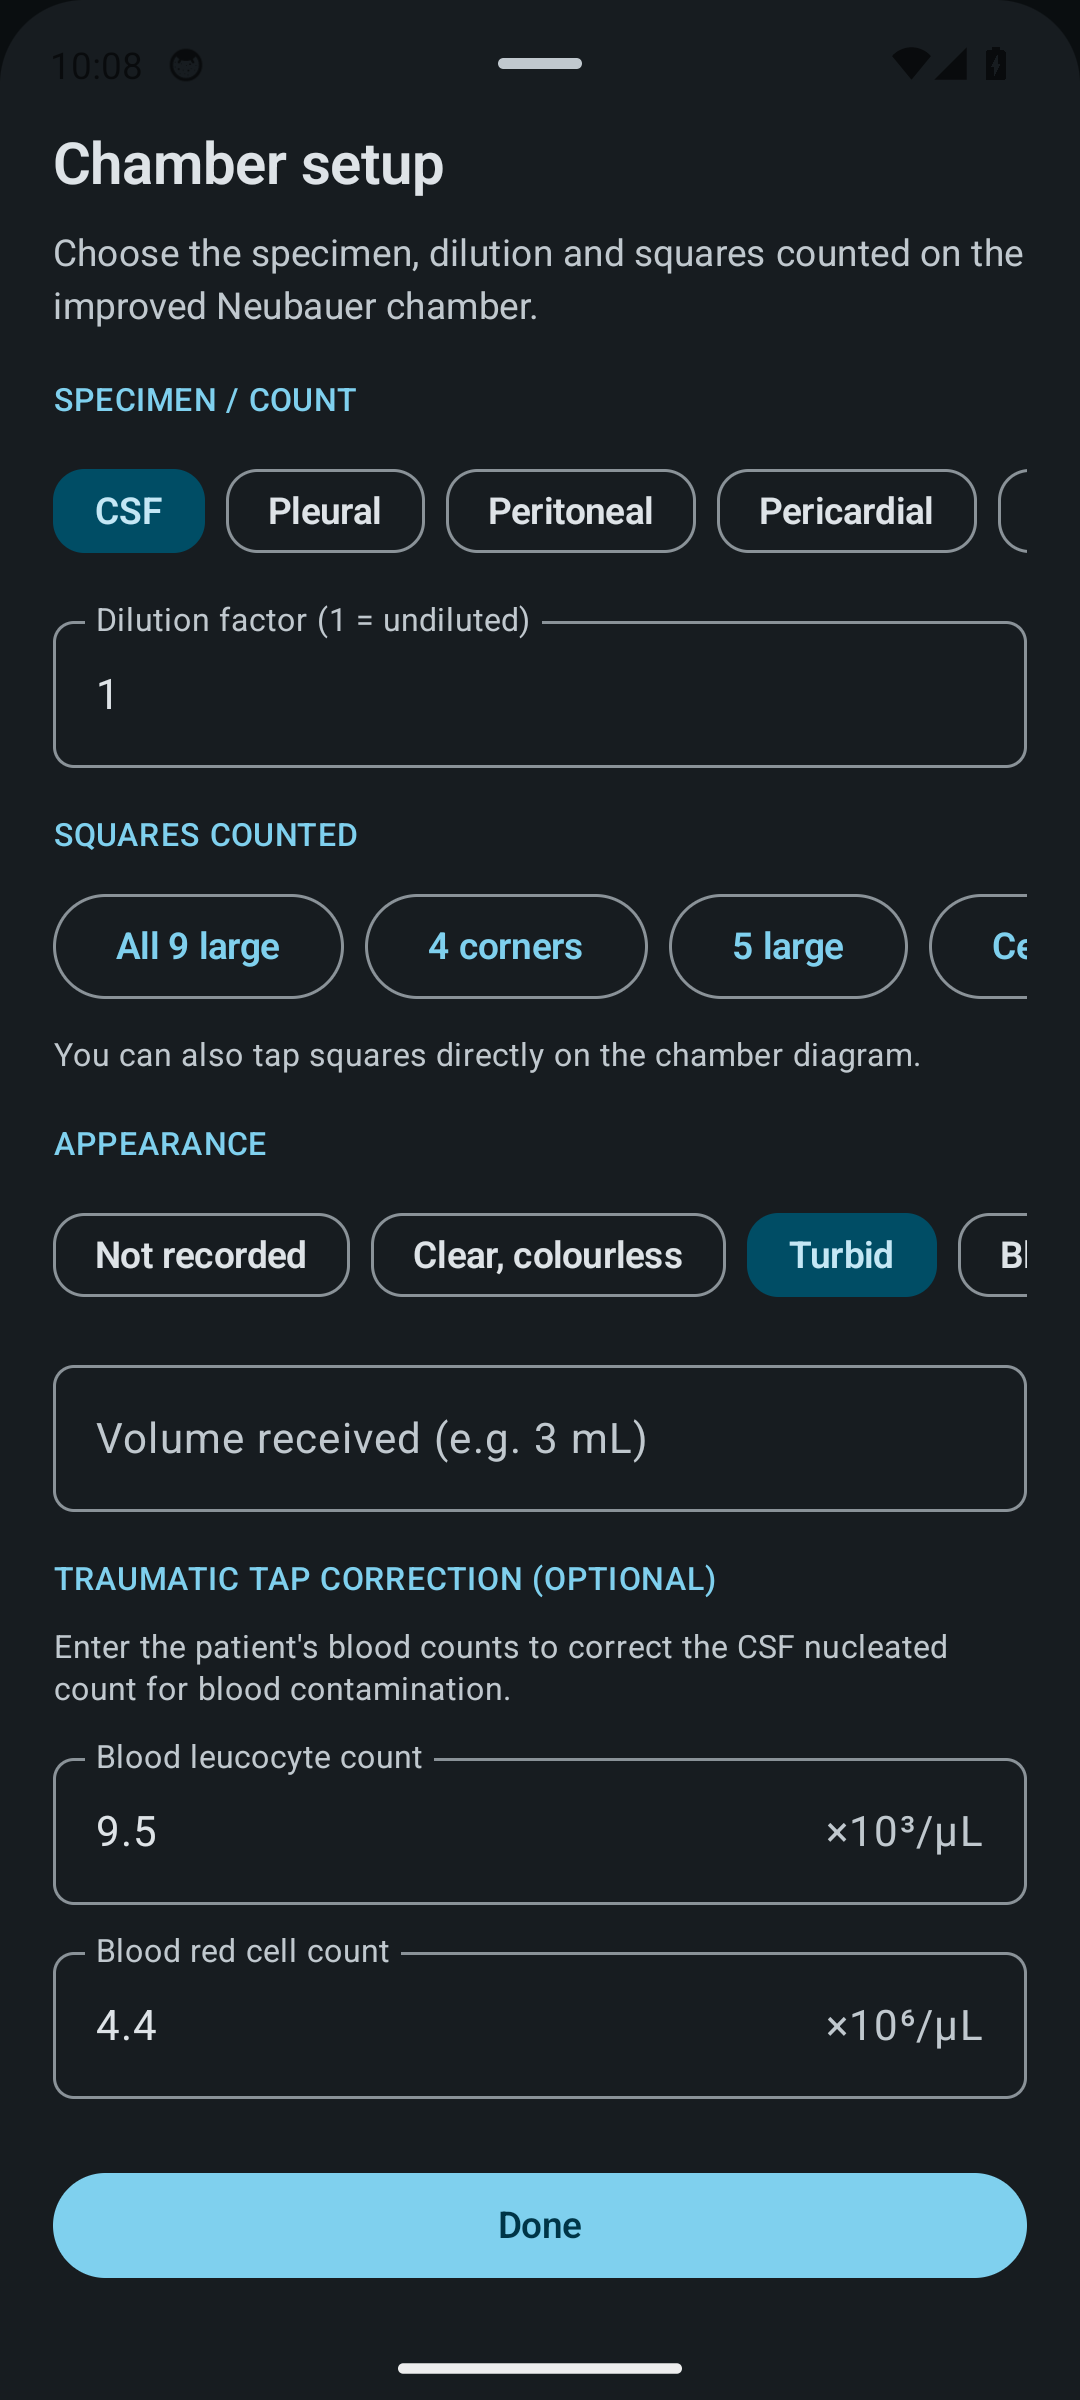 10:08
Chamber setup
Choose the specimen, dilution and squares counted on the
improved Neubauer chamber.
SPECIMEN / COUNT
CSF
Pleural
Peritoneal
Pericardial
Dilution factor (1 = undiluted)
1
SQUARES COUNTED
All 9 large
4 corners
5 large
Ce
You can also tap squares directly on the chamber diagram.
APPEARANCE
Not recorded
Clear, colourless
Turbid
Bl
Volume received (e.g. 3 mL)
TRAUMATIC TAP CORRECTION (OPTIONAL)
Enter the patient's blood counts to correct the CSF nucleated
count for blood contamination.
Blood leucocyte count
9.5 ×10³/µL
Blood red cell count
4.4 ×10⁶/µL
Done